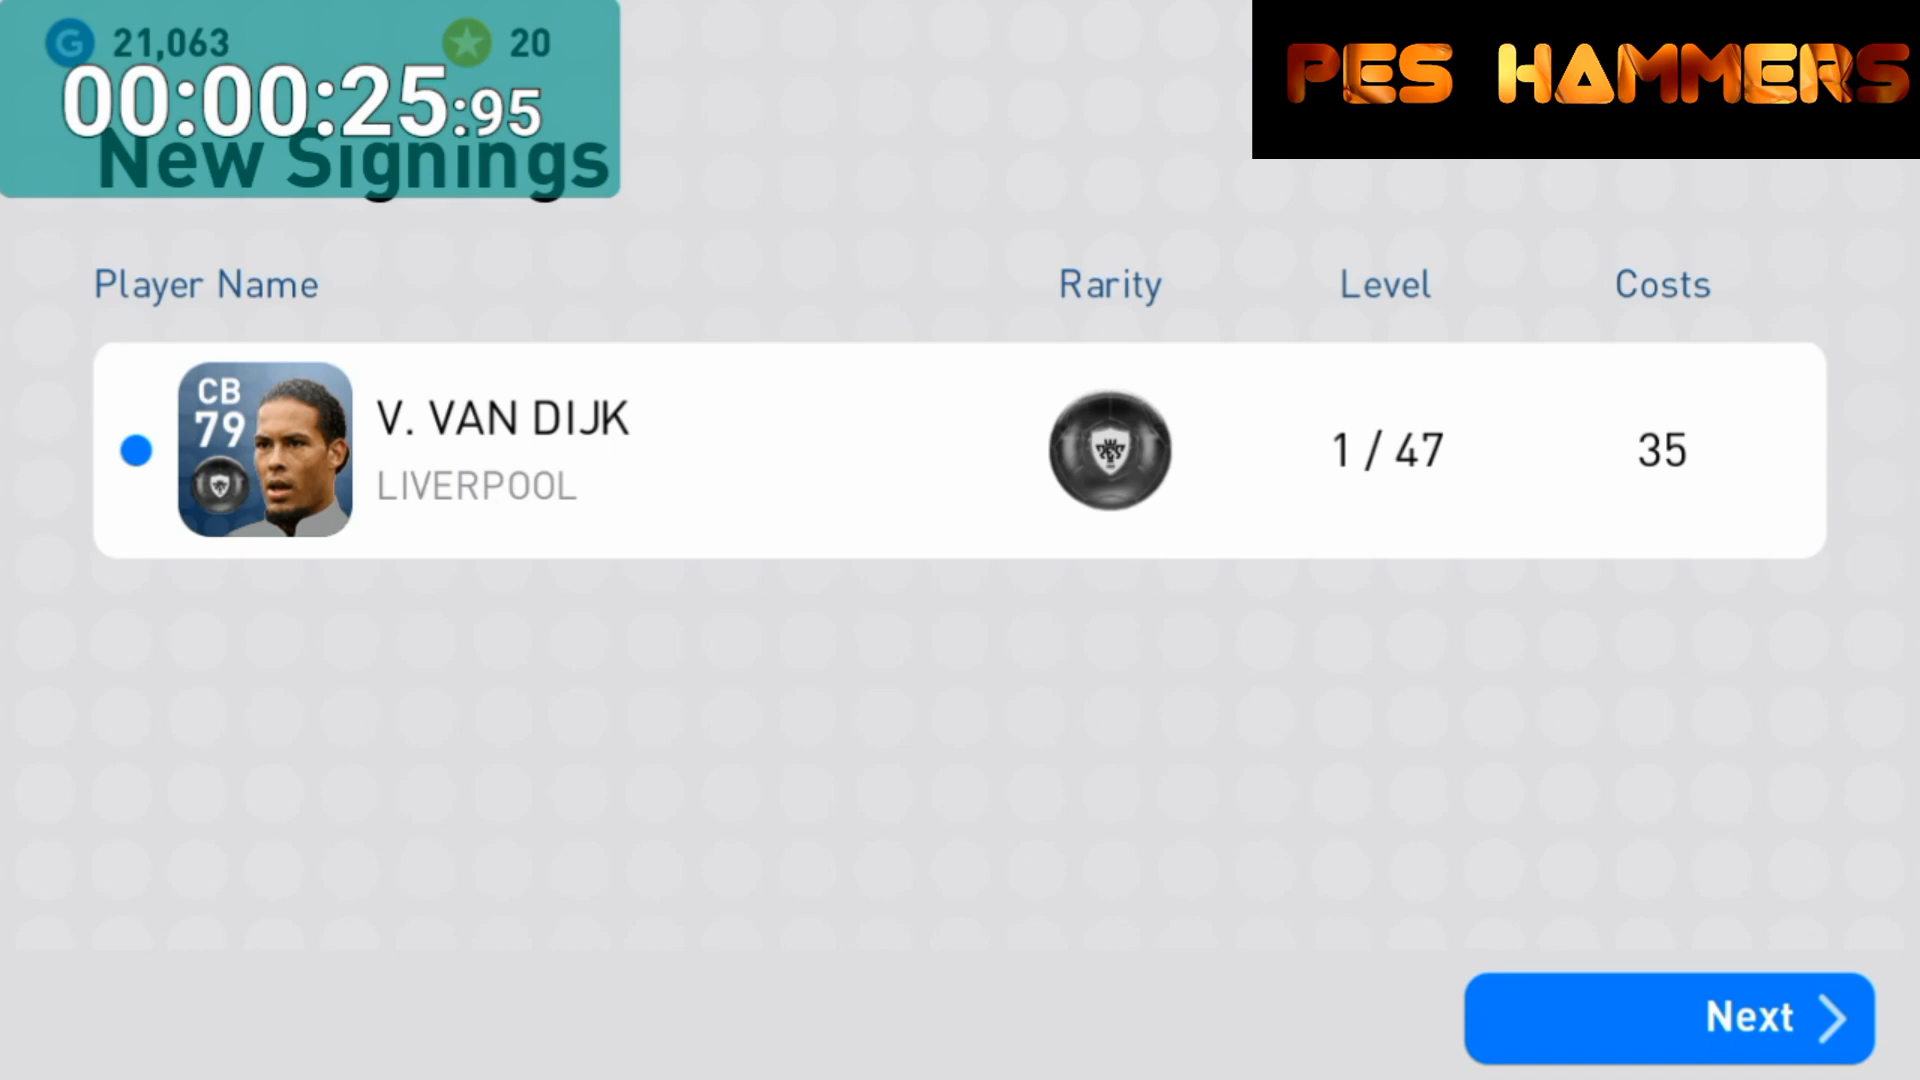 G 21,063 20
00:00:25:95
PES HAMMERS
New Signings
Player Name Rarity Level Costs
CB
79
V. VAN DIJK
LIVERPOOL
1 / 47
35
Next